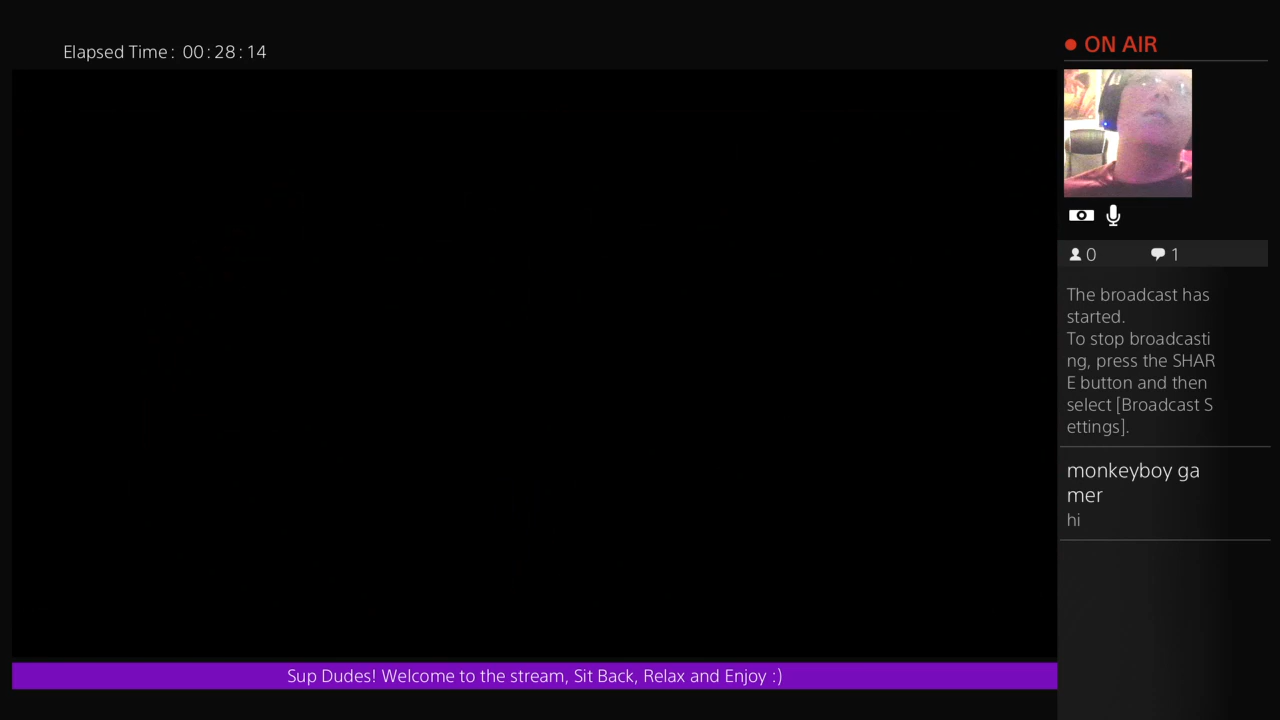 Elapsed Time: 00:28:14
ON AIR
0 1
The broadcast has
started.
To stop broadcasti
ng, press the SHAR
E button and then
select [Broadcast S
ettings].
monkeyboy ga
mer
hi
Sup Dudes! Welcome to the stream, Sit Back, Relax and Enjoy :)